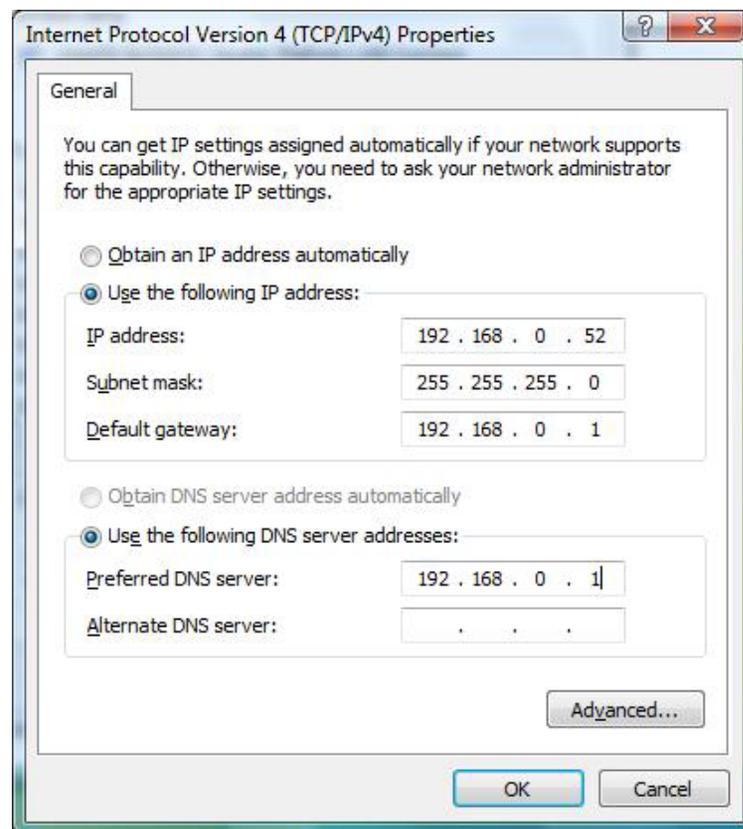 Internet Protocol Version 4 (TCP/IPv4) Properties
General
You can get IP settings assigned automatically if your network supports
this capability. Otherwise, you need to ask your network administrator
for the appropriate IP settings.
Obtain an IP address automatically
Use the following IP address:
IP address: 192 . 168 . 0 . 52
Subnet mask: 255 . 255 . 255 . 0
Default gateway: 192 . 168 . 0 . 1
Obtain DNS server address automatically
Use the following DNS server addresses:
Preferred DNS server: 192 . 168 . 0 . 1
Alternate DNS server: . . .
Advanced...
OK Cancel